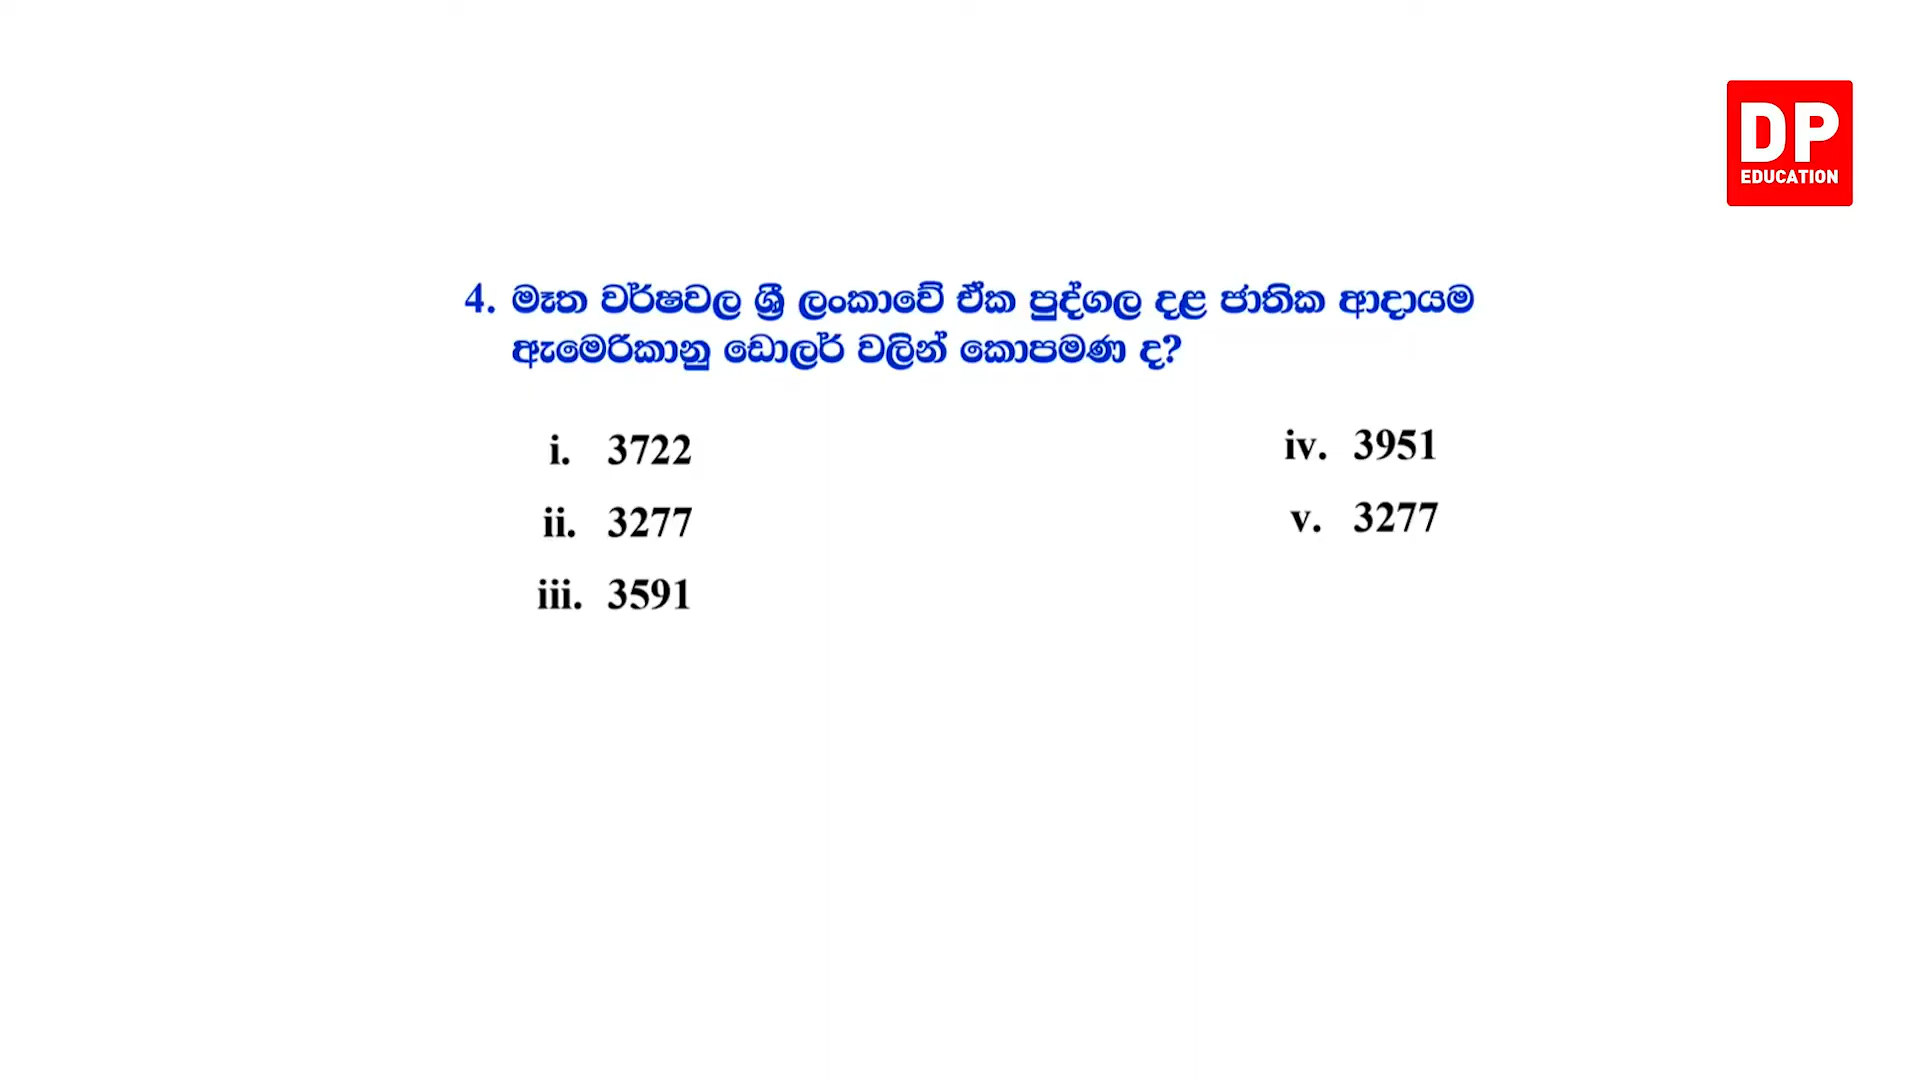 DP
EDUCATION
4. මෑත වර්ෂවල ශ්‍රී ලංකාවේ ඒක පුද්ගල දළ ජාතික ආදායම
ඇමෙරිකානු ඩොලර් වලින් කොපමණ ද?
i. 3722
ii. 3277
iii. 3591
iv. 3951
v. 3277